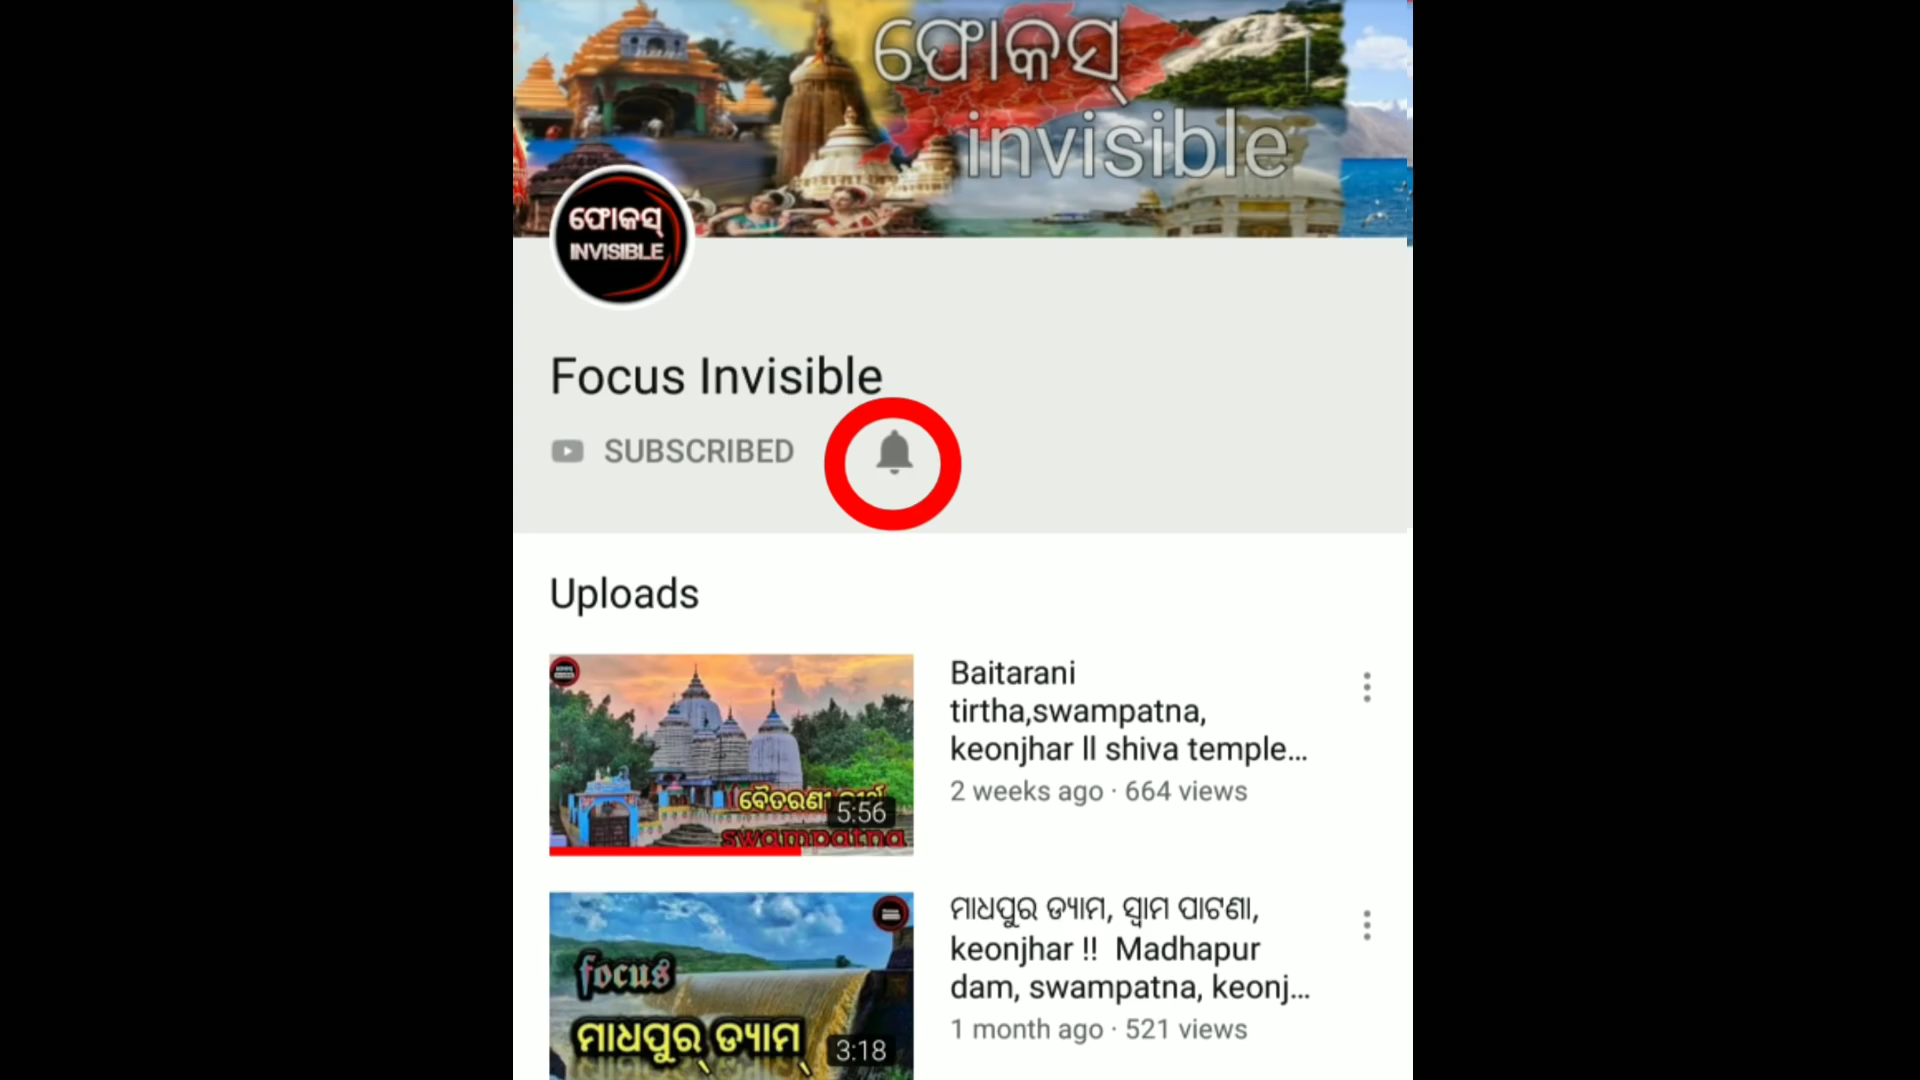 ଫୋକସ୍
invisible
ଫୋକସ୍
INVISIBLE
Focus Invisible
SUBSCRIBED
Uploads
Baitarani
tirtha,swampatna,
keonjhar ll shiva temple...
2 weeks ago · 664 views
ବୈତରଣୀ
5:56
swampatna
ମାଧପୁର ଡ୍ୟାମ, ସ୍ଵାମ ପାଟଣା,
keonjhar !! Madhapur
dam, swampatna, keonj...
1 month ago · 521 views
focus
ମାଧପୁର୍ ଡ୍ୟାମ୍
3:18